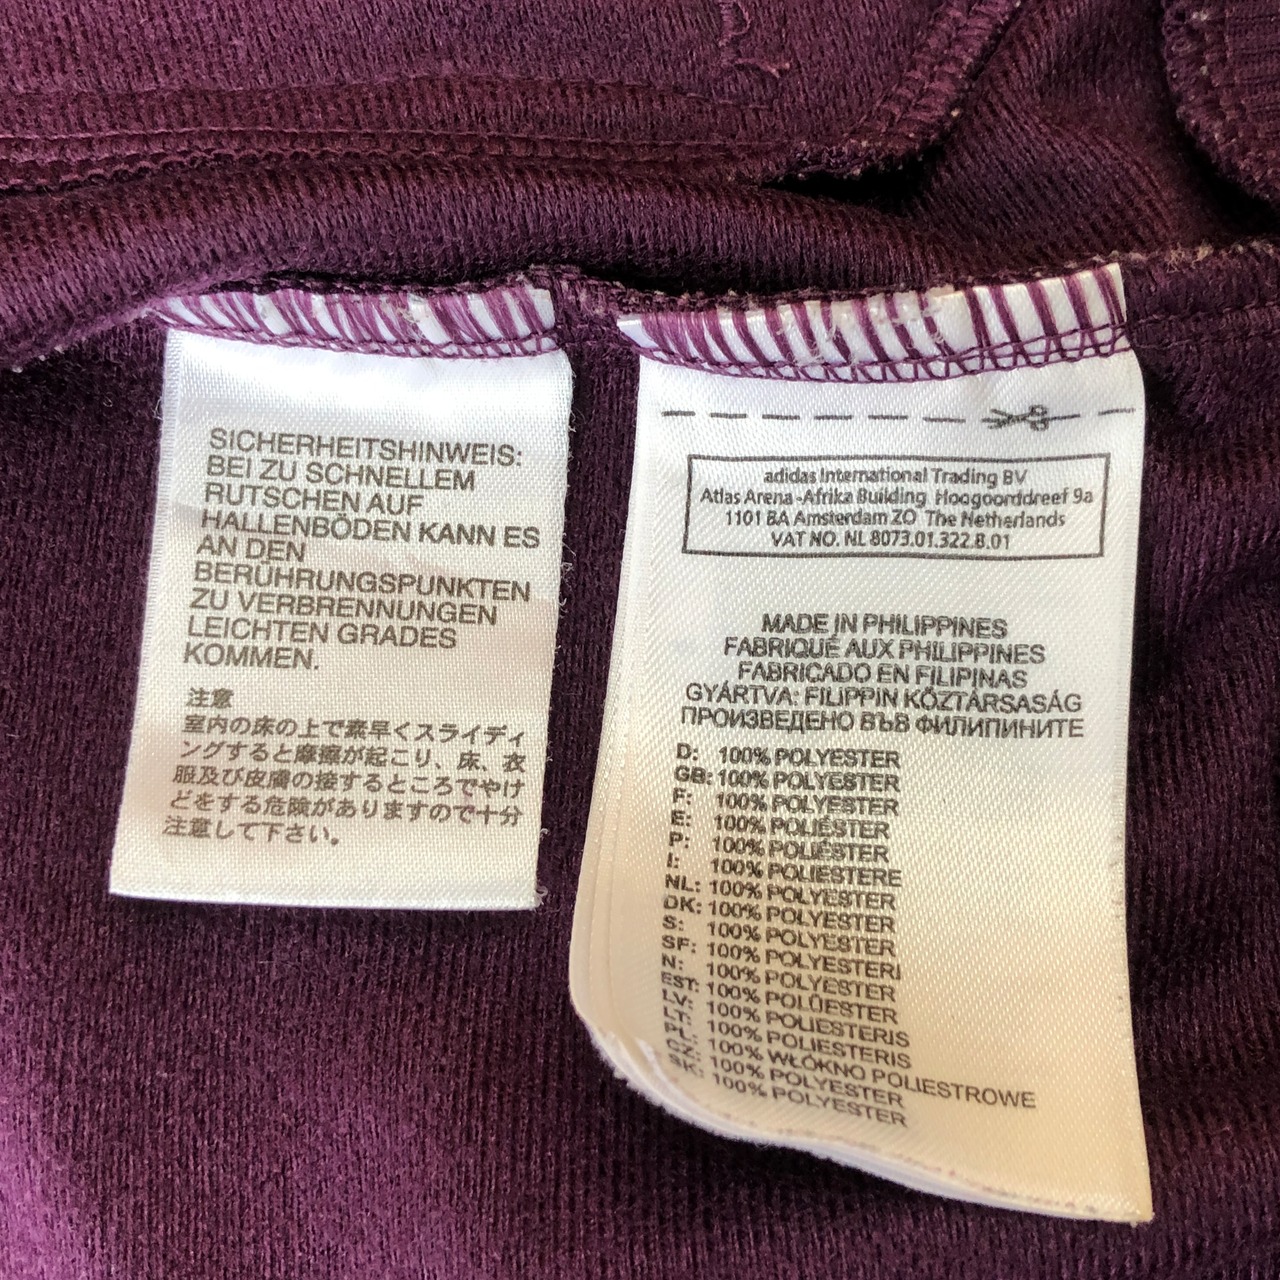 SICHERHEITSHINWEIS:
BEI ZU SCHNELLEM
RUTSCHEN AUF
HALLENBÖDEN KANN ES
AN DEN
BERÜHRUNGSPUNKTEN
ZU VERBRENNUNGEN
LEICHTEN GRADES
KOMMEN.
注意
室内の床の上で素早くスライディ
ングすると摩擦が起こり、床、衣
服及び皮膚の接するところでやけ
どをする危険がありますので十分
注意して下さい。
adidas International Trading BV
Atlas Arena -Afrika Building Hoogoorddreef 9a
1101 BA Amsterdam ZO The Netherlands
VAT NO. NL 8073.01.322.B.01
MADE IN PHILIPPINES
FABRIQUÉ AUX PHILIPPINES
FABRICADO EN FILIPINAS
GYÁRTVA: FILIPPIN KÖZTÁRSASÁG
ПРОИЗВЕДЕНО ВЪВ ФИЛИПИНИТЕ
D: 100% POLYESTER
GB: 100% POLYESTER
F: 100% POLYESTER
E: 100% POLIÉSTER
P: 100% POLIÉSTER
I: 100% POLIESTERE
NL: 100% POLYESTER
DK: 100% POLYESTER
S: 100% POLYESTER
SF: 100% POLYESTERI
N: 100% POLYESTER
EST: 100% POLÜESTER
LV: 100% POLIESTERIS
LT: 100% POLIESTERIS
PL: 100% WŁÓKNO POLIESTROWE
CZ: 100% POLYESTER
SK: 100% POLYESTER